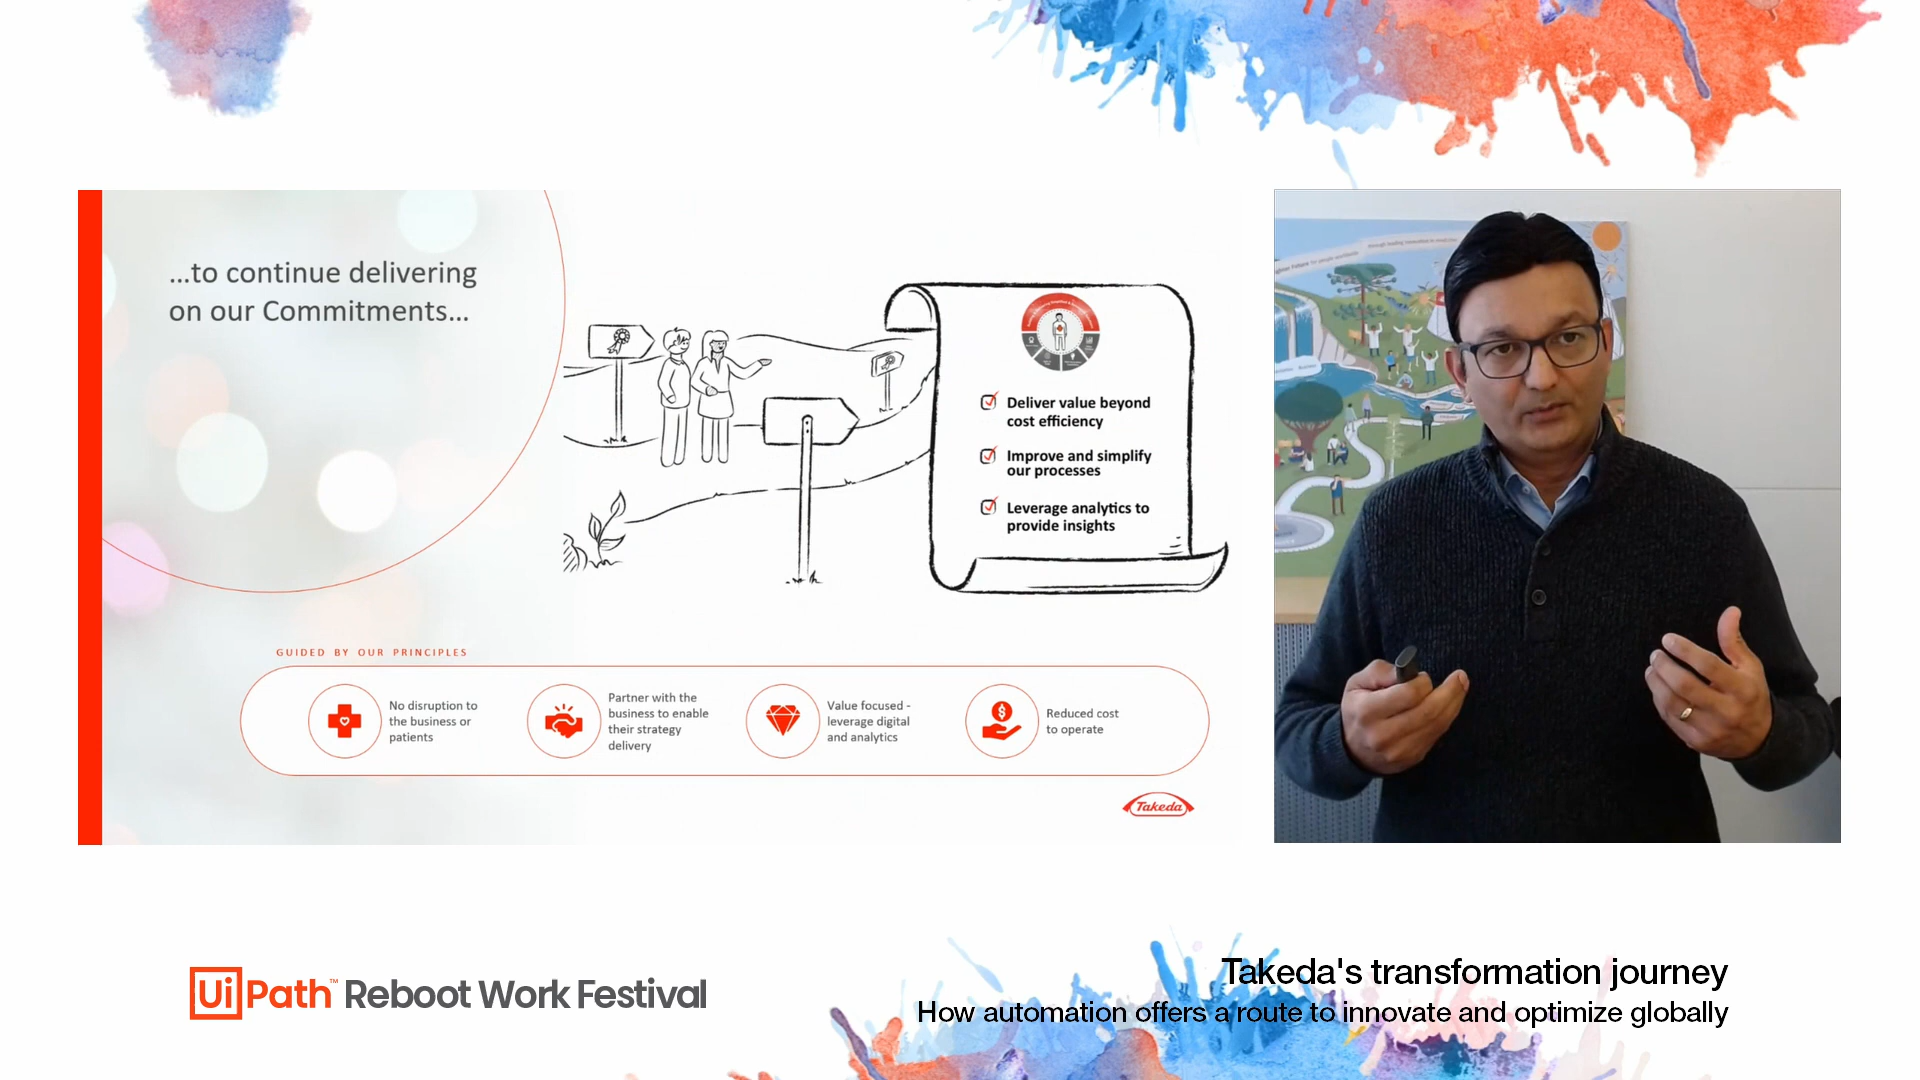 ...to continue delivering
on our Commitments...
Deliver value beyond
cost efficiency
Improve and simplify
our processes
Leverage analytics to
provide insights
GUIDED BY OUR PRINCIPLES
No disruption to
the business or
patients
Partner with the
business to enable
their strategy
delivery
Value focused -
leverage digital
and analytics
Reduced cost
to operate
Takeda
UiPath™ Reboot Work Festival
Takeda's transformation journey
How automation offers a route to innovate and optimize globally